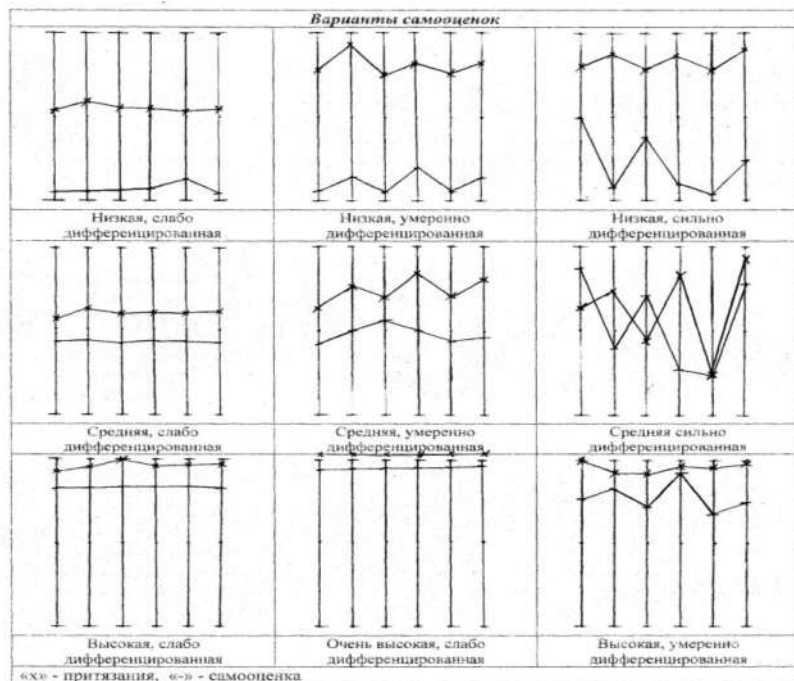 Варианты самооценок
Низкая, слабо
дифференцированная
Низкая, умеренно
дифференцированная
Низкая, сильно
дифференцированная
Средняя, слабо
дифференцированная
Средняя, умеренно
дифференцированная
Средняя сильно
дифференцированная
Высокая, слабо
дифференцированная
Очень высокая, слабо
дифференцированная
Высокая, умеренно
дифференцированная
«х» - притязания, «-» - самооценка